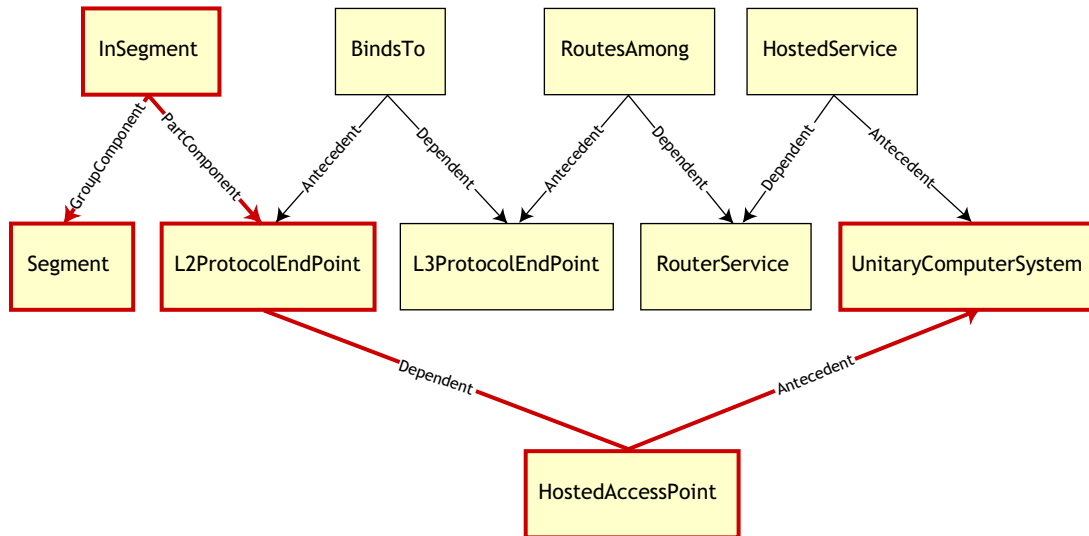 InSegment
BindsTo
RoutesAmong
HostedService
GroupComponent
PartComponent
Antecedent
Dependent
Antecedent
Dependent
Dependent
Antecedent
Segment
L2ProtocolEndPoint
L3ProtocolEndPoint
RouterService
UnitaryComputerSystem
Dependent
Antecedent
HostedAccessPoint